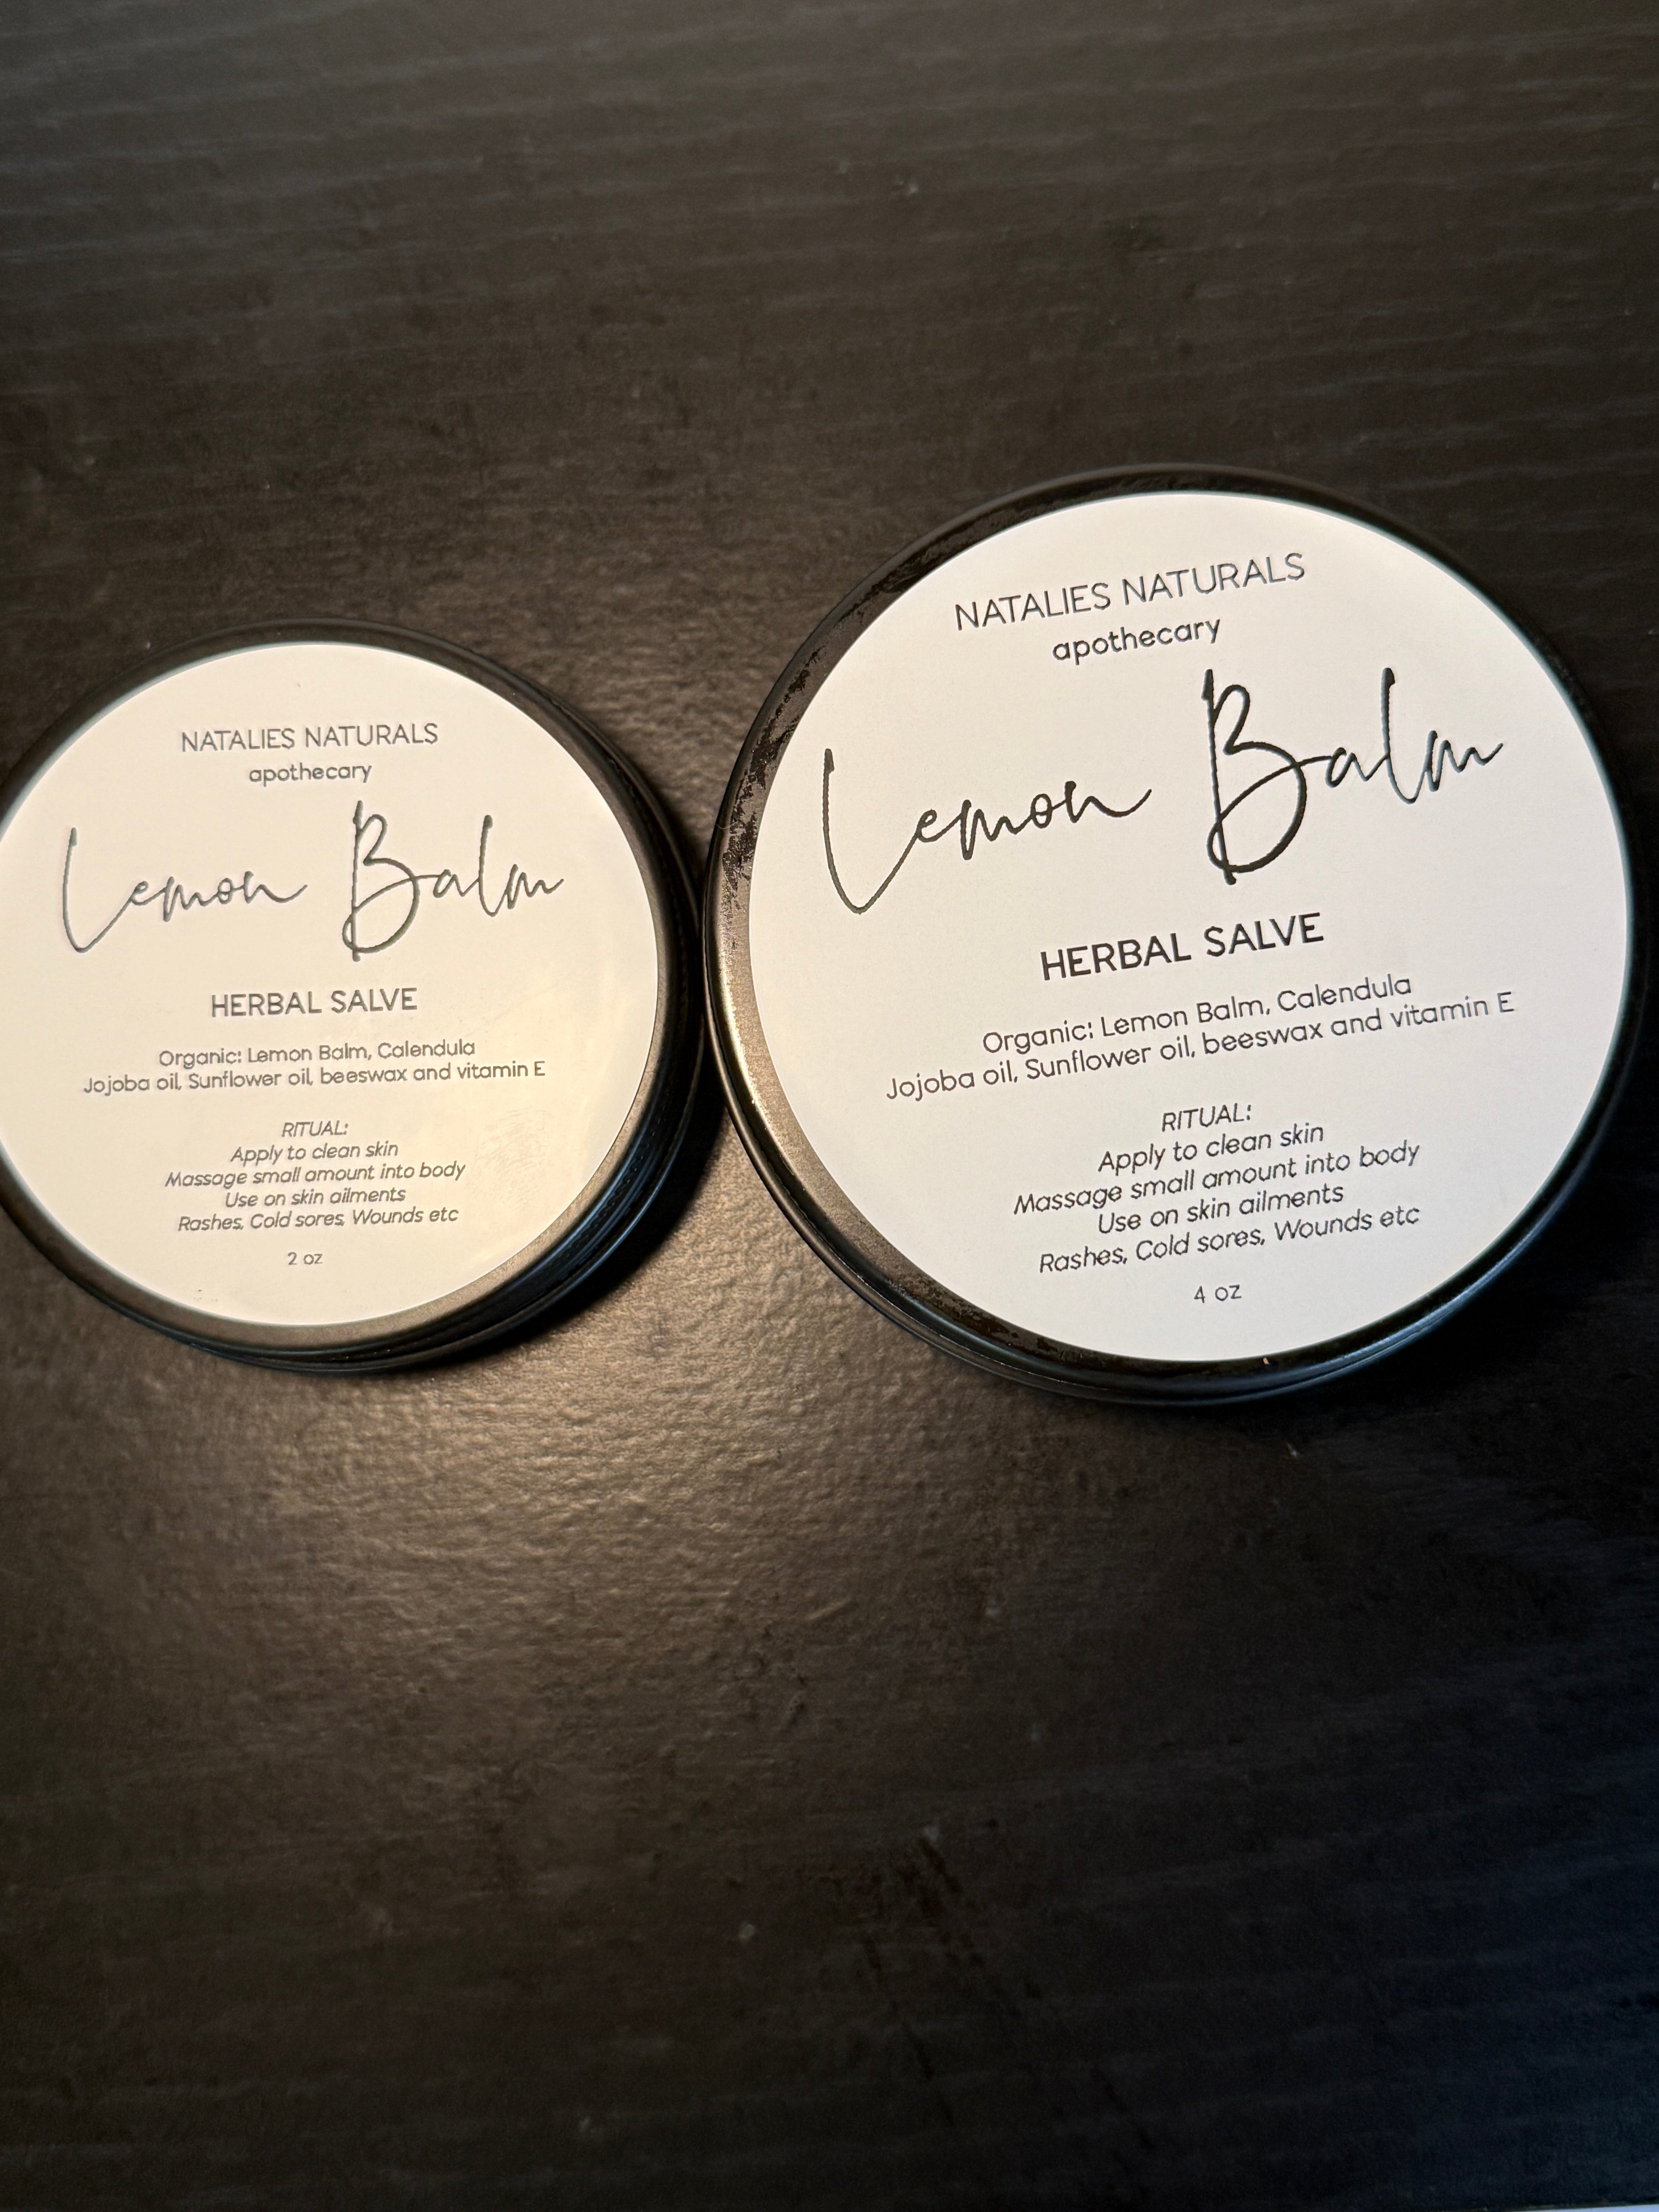 NATALIES NATURALS
apothecary
Lemon Balm
HERBAL SALVE
Organic: Lemon Balm, Calendula
Jojoba oil, Sunflower oil, beeswax and vitamin E
RITUAL:
Apply to clean skin
Massage small amount into body
Use on skin ailments
Rashes, Cold sores, Wounds etc
2 oz
NATALIES NATURALS
apothecary
Lemon Balm
HERBAL SALVE
Organic: Lemon Balm, Calendula
Jojoba oil, Sunflower oil, beeswax and vitamin E
RITUAL:
Apply to clean skin
Massage small amount into body
Use on skin ailments
Rashes, Cold sores, Wounds etc
4 oz